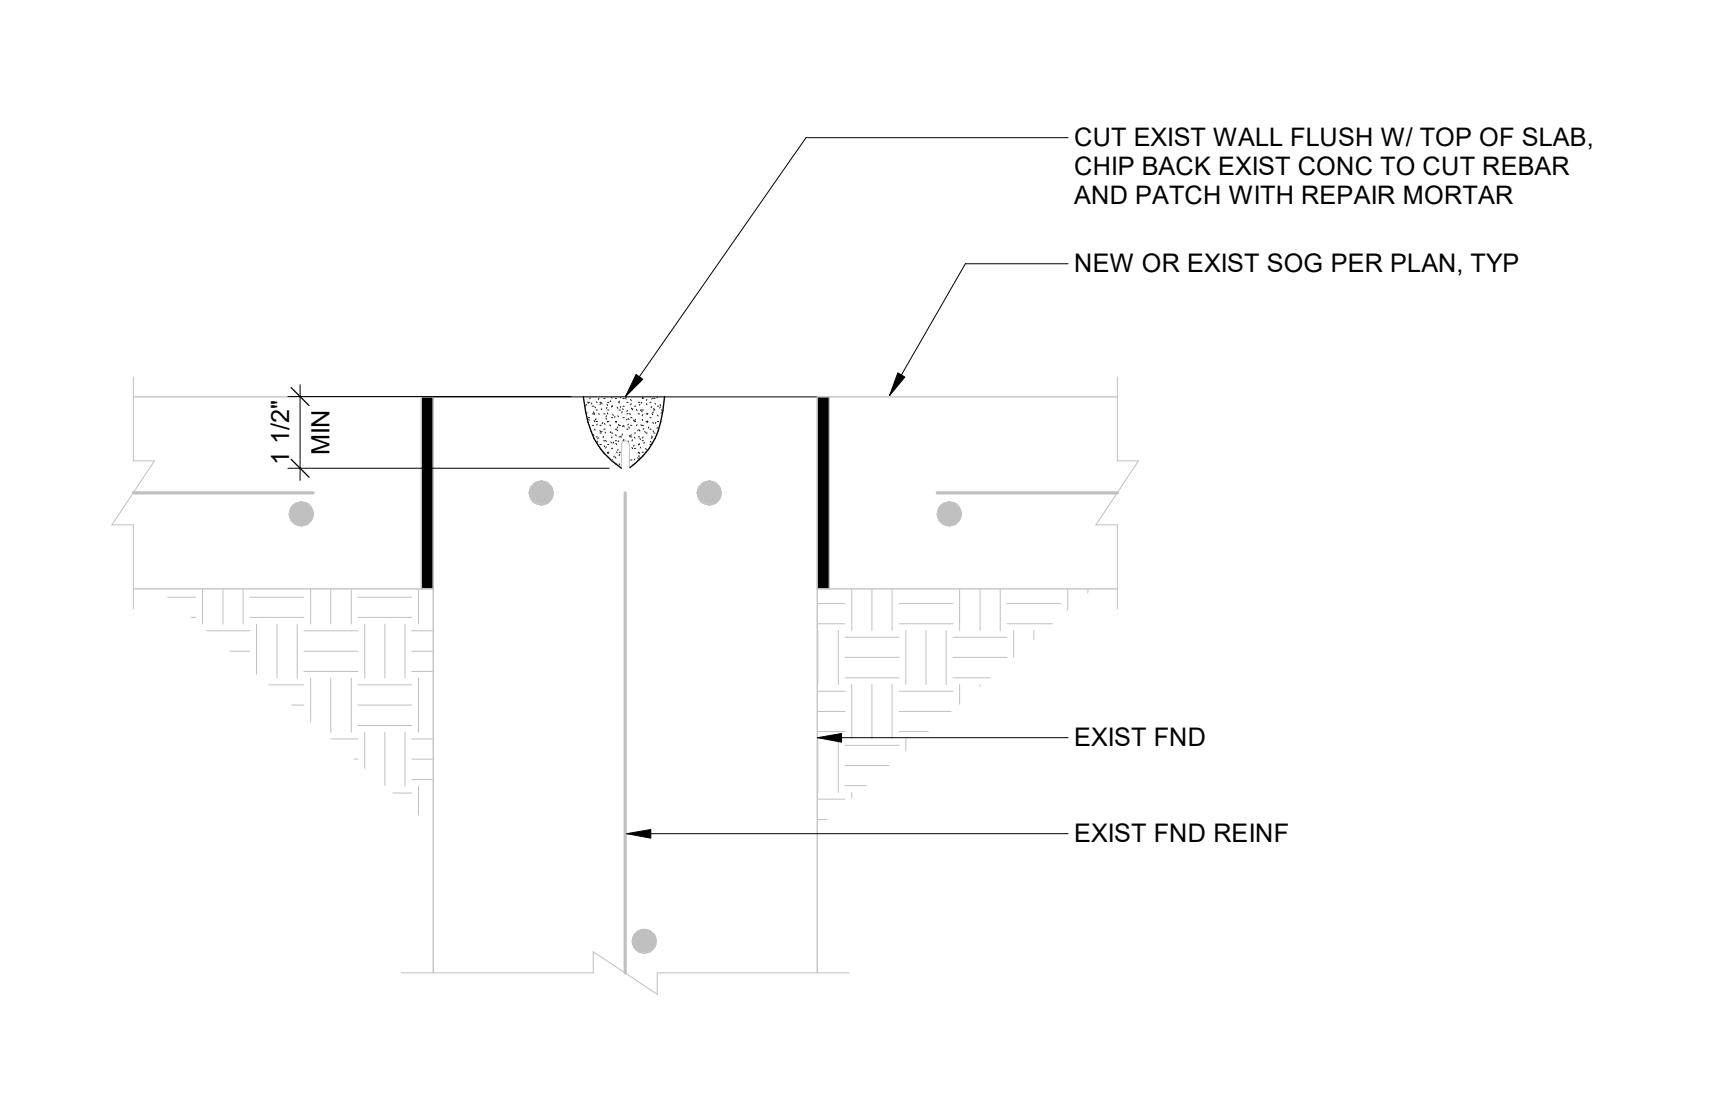 CUT EXIST WALL FLUSH W/ TOP OF SLAB,
CHIP BACK EXIST CONC TO CUT REBAR
AND PATCH WITH REPAIR MORTAR
NEW OR EXIST SOG PER PLAN, TYP
1 1/2"
MIN
EXIST FND
EXIST FND REINF